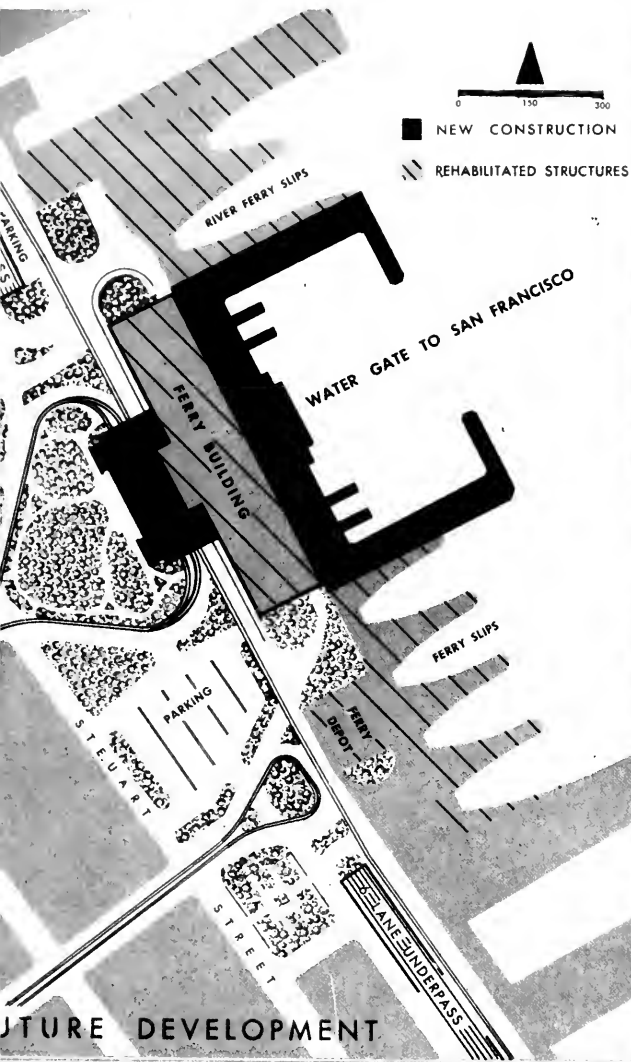 0 150 300
NEW CONSTRUCTION
REHABILITATED STRUCTURES
RIVER FERRY SLIPS
PARKING
WATER GATE TO SAN FRANCISCO
FERRY BUILDING
FERRY SLIPS
PARKING
FERRY
DEPOT
STEUART
STREET
6 LANE UNDERPASS
UTURE DEVELOPMENT